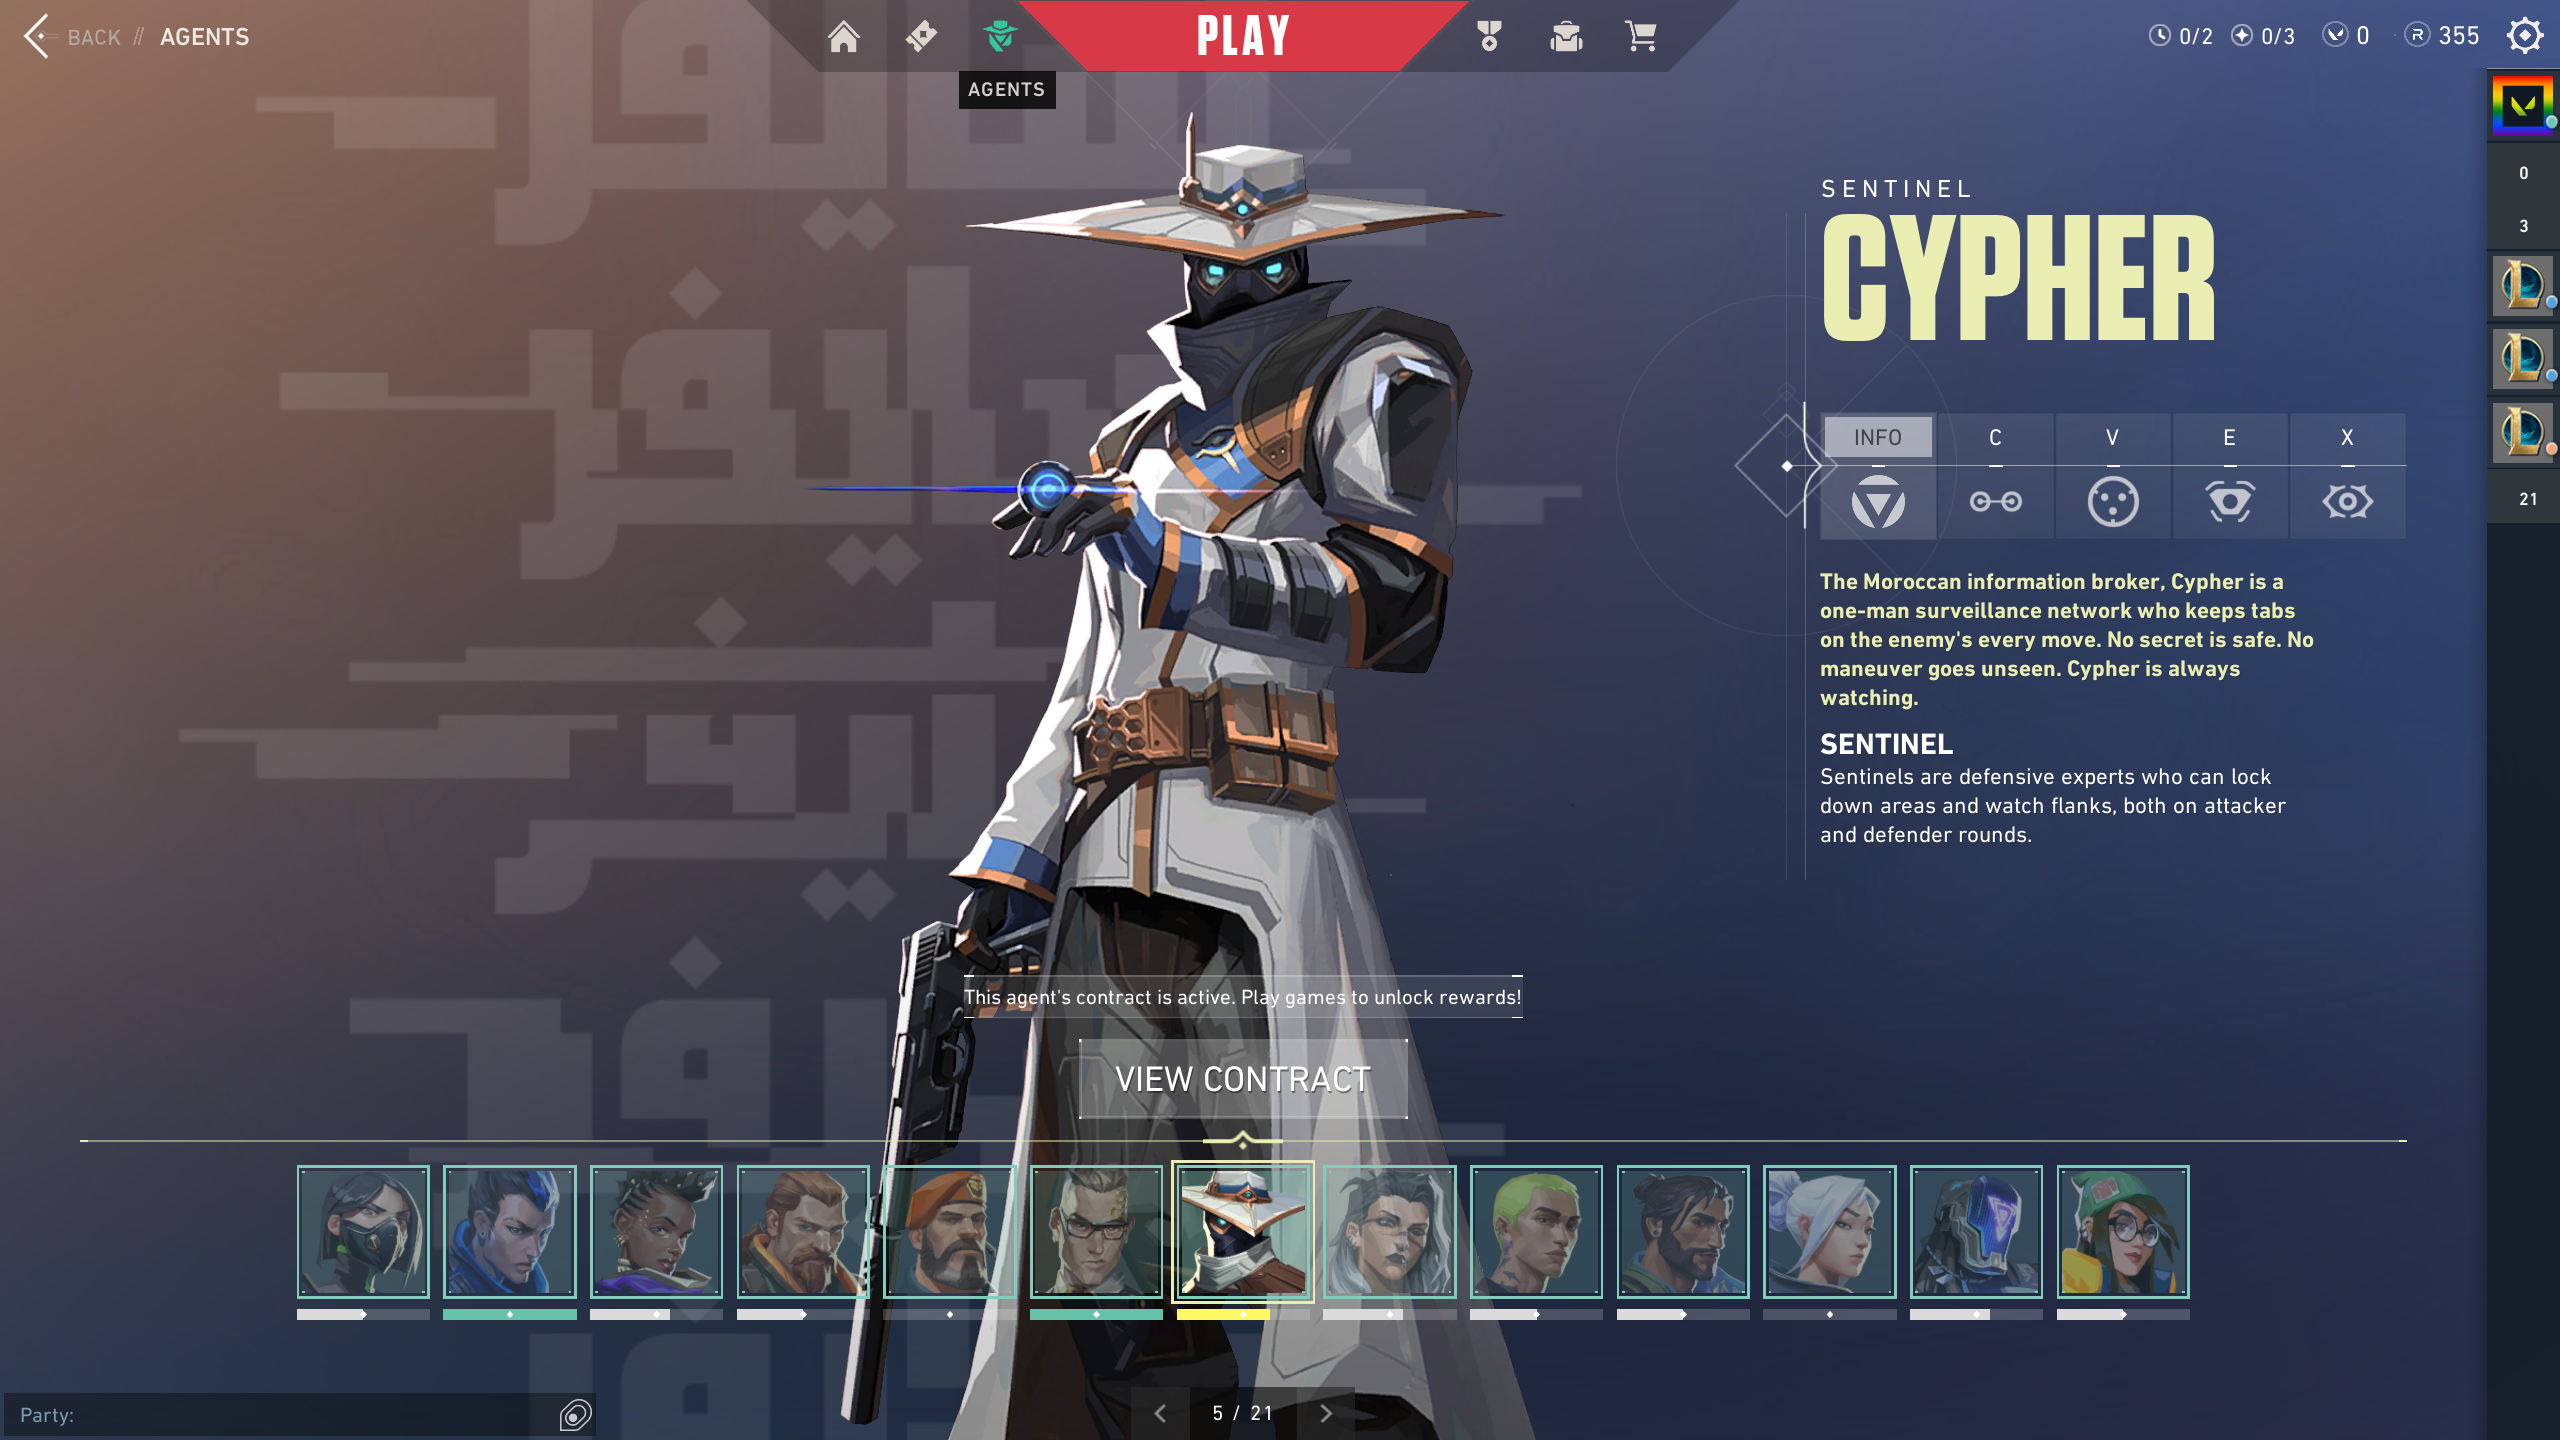 BACK // AGENTS
PLAY
0/2
0/3
0
R 355
AGENTS
SENTINEL
CYPHER
INFO
C
V
E
X
The Moroccan information broker, Cypher is a
one-man surveillance network who keeps tabs
on the enemy's every move. No secret is safe. No
maneuver goes unseen. Cypher is always
watching.
SENTINEL
Sentinels are defensive experts who can lock
down areas and watch flanks, both on attacker
and defender rounds.
0
3
21
سايفر
This agent's contract is active. Play games to unlock rewards!
VIEW CONTRACT
Party:
5 / 21